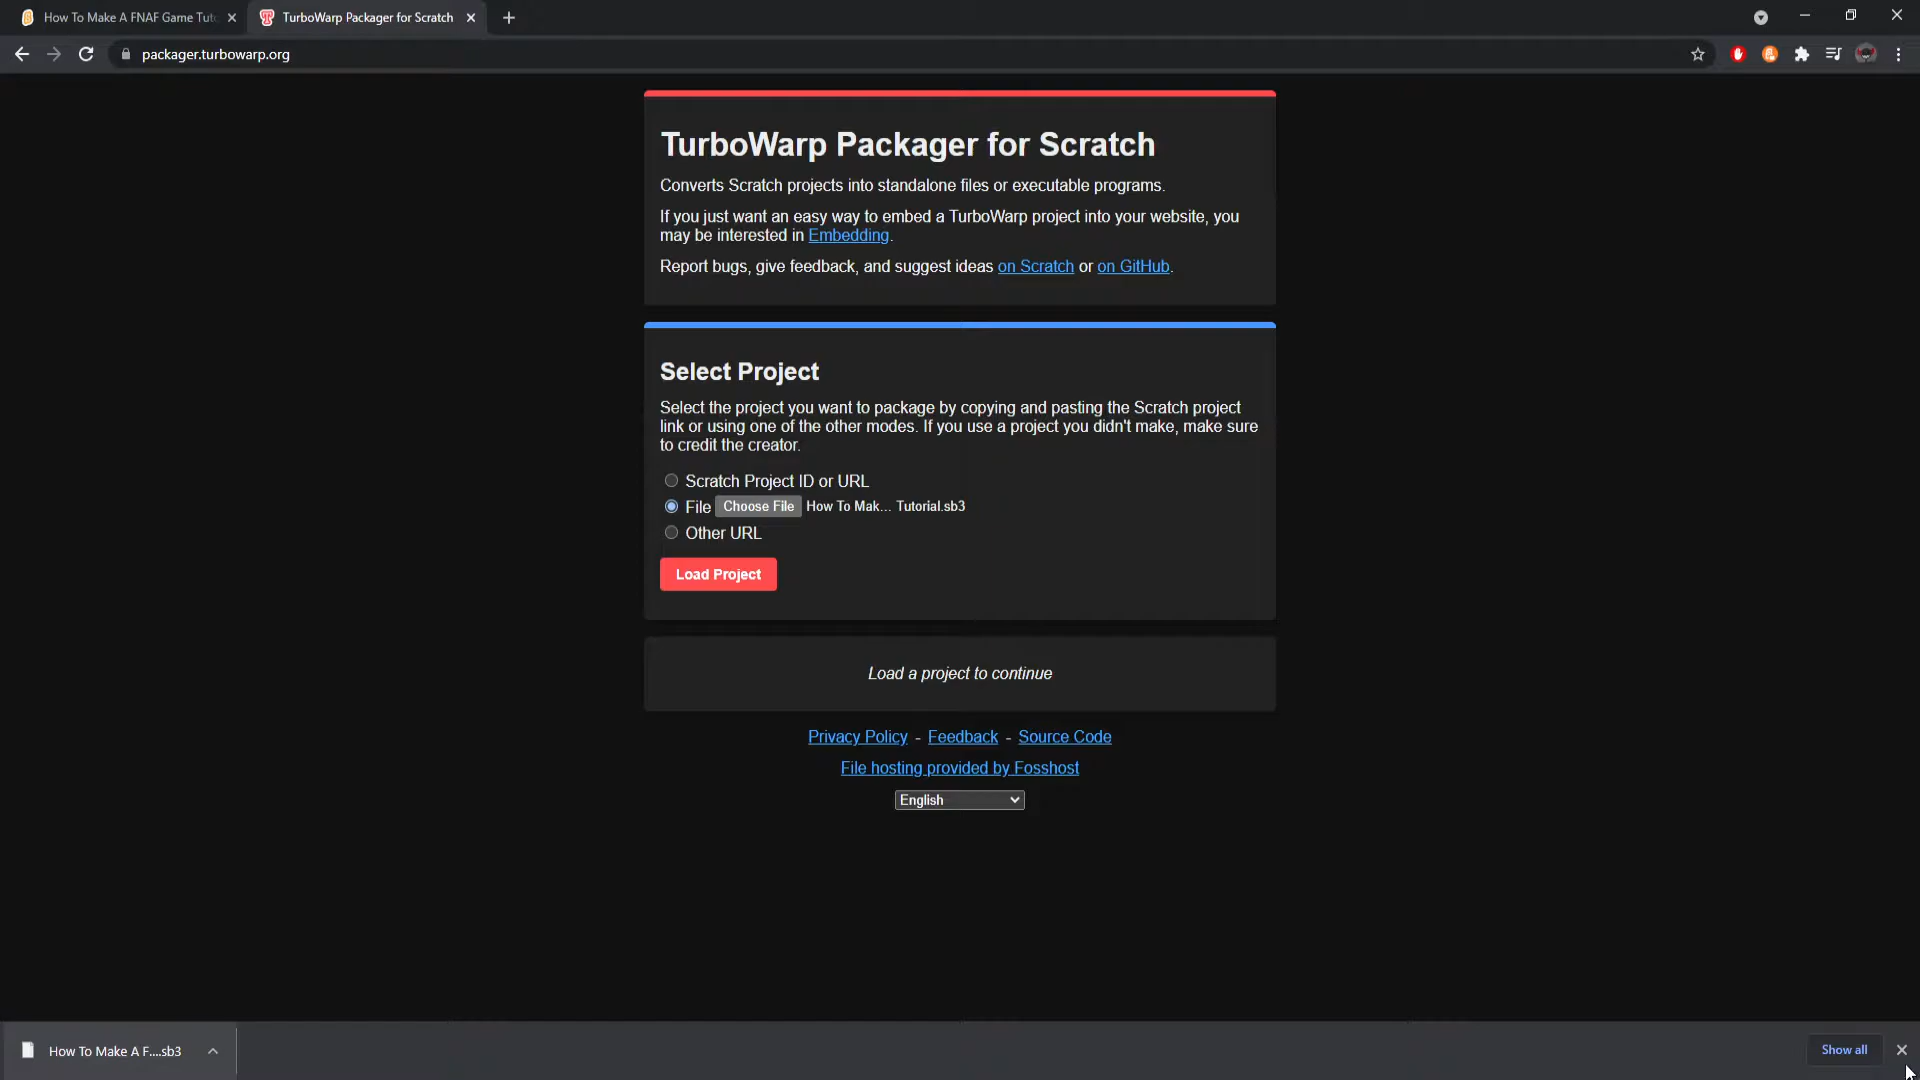 How To Make A FNAF Game Tut
TurboWarp Packager for Scratch
packager.turbowarp.org
TurboWarp Packager for Scratch
Converts Scratch projects into standalone files or executable programs.
If you just want an easy way to embed a TurboWarp project into your website, you
may be interested in Embedding.
Report bugs, give feedback, and suggest ideas on Scratch or on GitHub.
Select Project
Select the project you want to package by copying and pasting the Scratch project
link or using one of the other modes. If you use a project you didn't make, make sure
to credit the creator.
Scratch Project ID or URL
File Choose File How To Mak... Tutorial.sb3
Other URL
Load Project
Load a project to continue
Privacy Policy - Feedback - Source Code
File hosting provided by Fosshost
English
How To Make A F....sb3
Show all